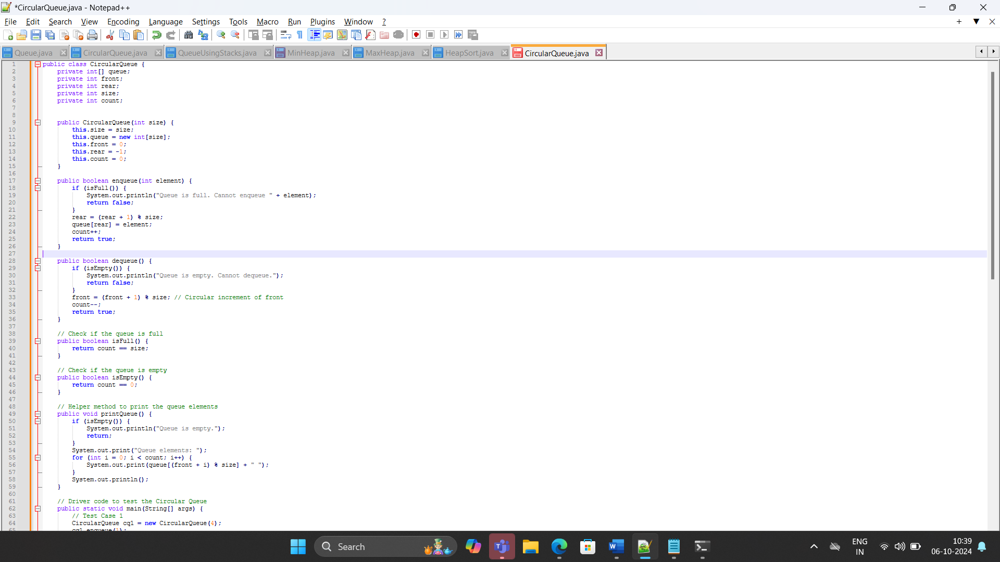 *CircularQueue.java - Notepad++
File Edit Search View Encoding Language Settings Tools Macro Run Plugins Window ?
Queue.java CircularQueue.java QueueUsingStacks.java MinHeap.java MaxHeap.java HeapSort.java CircularQueue.java
1 public class CircularQueue {
2 private int[] queue;
3 private int front;
4 private int rear;
5 private int size;
6 private int count;
7
8
9 public CircularQueue(int size) {
10 this.size = size;
11 this.queue = new int[size];
12 this.front = 0;
13 this.rear = -1;
14 this.count = 0;
15 }
16
17 public boolean enqueue(int element) {
18 if (isFull()) {
19 System.out.println("Queue is full. Cannot enqueue " + element);
20 return false;
21 }
22 rear = (rear + 1) % size;
23 queue[rear] = element;
24 count++;
25 return true;
26 }
27
28 public boolean dequeue() {
29 if (isEmpty()) {
30 System.out.println("Queue is empty. Cannot dequeue.");
31 return false;
32 }
33 front = (front + 1) % size; // Circular increment of front
34 count--;
35 return true;
36 }
37
38 // Check if the queue is full
39 public boolean isFull() {
40 return count == size;
41 }
42
43 // Check if the queue is empty
44 public boolean isEmpty() {
45 return count == 0;
46 }
47
48 // Helper method to print the queue elements
49 public void printQueue() {
50 if (isEmpty()) {
51 System.out.println("Queue is empty.");
52 return;
53 }
54 System.out.print("Queue elements: ");
55 for (int i = 0; i < count; i++) {
56 System.out.print(queue[(front + i) % size] + " ");
57 }
58 System.out.println();
59 }
60
61 // Driver code to test the Circular Queue
62 public static void main(String[] args) {
63 // Test Case 1
64 CircularQueue cq1 = new CircularQueue(4);
65 cq1.enqueue(1);
Search
ENG
IN
10:39
06-10-2024